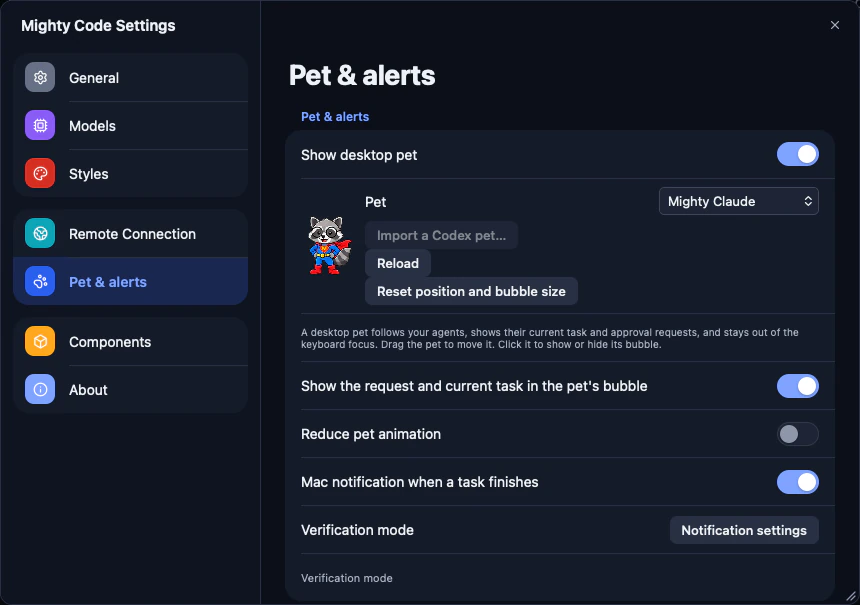 Mighty Code Settings
General
Models
Styles
Remote Connection
Pet & alerts
Components
About
Pet & alerts
Pet & alerts
Show desktop pet
Pet
Mighty Claude
Import a Codex pet...
Reload
Reset position and bubble size
A desktop pet follows your agents, shows their current task and approval requests, and stays out of the
keyboard focus. Drag the pet to move it. Click it to show or hide its bubble.
Show the request and current task in the pet's bubble
Reduce pet animation
Mac notification when a task finishes
Verification mode
Notification settings
Verification mode